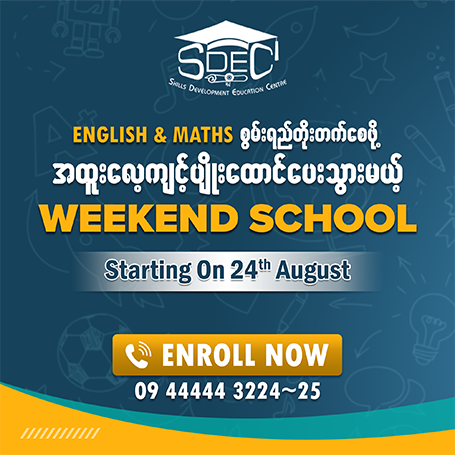 SDEC
SKILLS DEVELOPMENT EDUCATION CENTRE
ENGLISH & MATHS စွမ်းရည်တိုးတက်စေဖို့
အထူးလေ့ကျင့်ပျိုးထောင်ပေးသွားမယ့်
WEEKEND SCHOOL
Starting On 24th August
ENROLL NOW
09 44444 3224~25